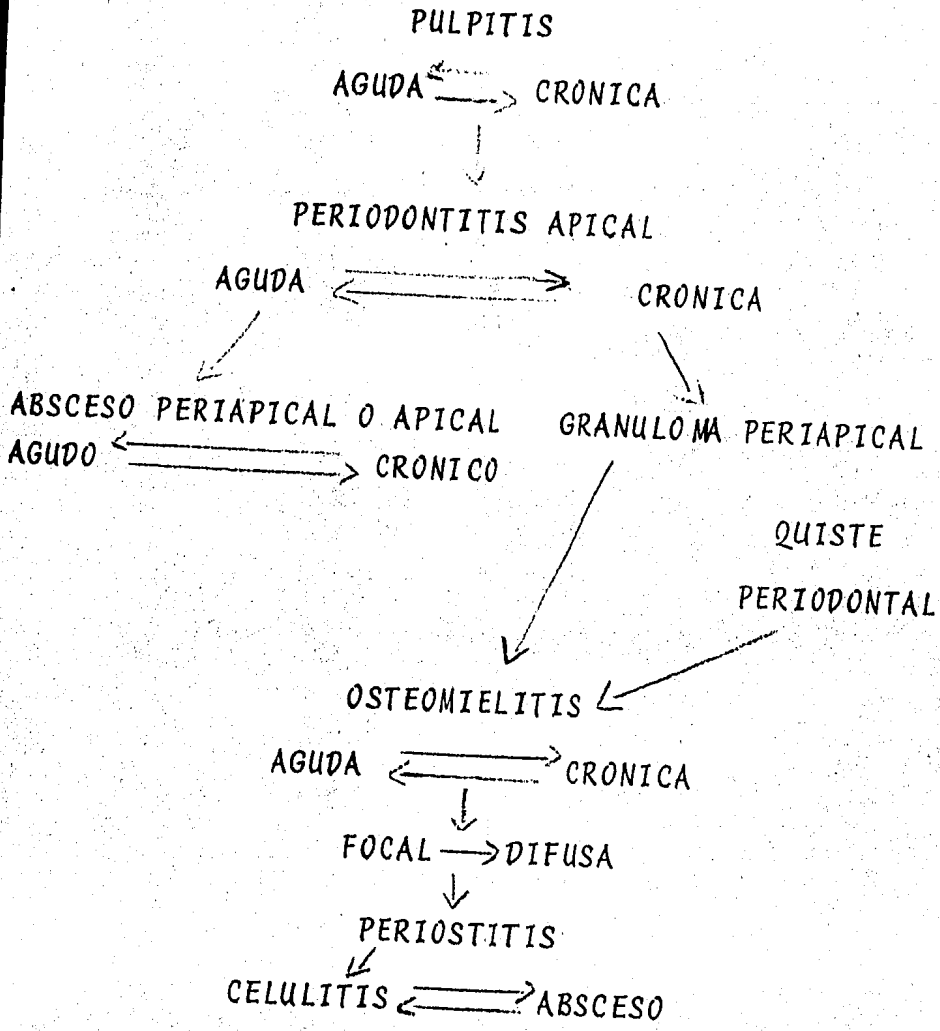 PULPITIS
AGUDA CRONICA
PERIODONTITIS APICAL
AGUDA CRONICA
ABSCESO PERIAPICAL O APICAL GRANULOMA PERIAPICAL
AGUDO CRONICO
QUISTE
PERIODONTAL
OSTEOMIELITIS
AGUDA CRONICA
FOCAL DIFUSA
PERIOSTITIS
CELULITIS ABSCESO